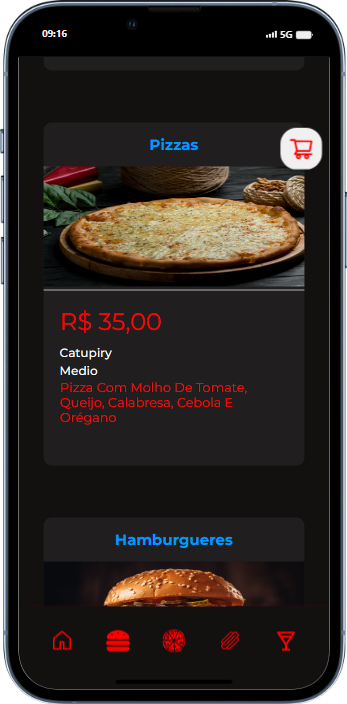 09:16
5G
Pizzas
R$ 35,00
Catupiry
Medio
Pizza Com Molho De Tomate,
Queijo, Calabresa, Cebola E
Orégano
Hamburgueres